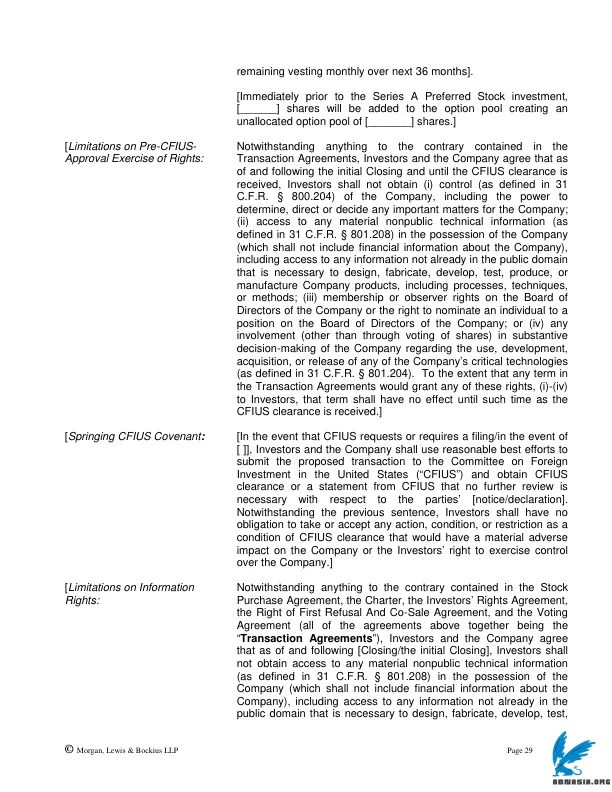 remaining vesting monthly over next 36 months].
[Immediately prior to the Series A Preferred Stock investment,
[______] shares will be added to the option pool creating an
unallocated option pool of [_______] shares.]
[Limitations on Pre-CFIUS-
Approval Exercise of Rights:
Notwithstanding anything to the contrary contained in the
Transaction Agreements, Investors and the Company agree that as
of and following the initial Closing and until the CFIUS clearance is
received, Investors shall not obtain (i) control (as defined in 31
C.F.R. § 800.204) of the Company, including the power to
determine, direct or decide any important matters for the Company;
(ii) access to any material nonpublic technical information (as
defined in 31 C.F.R. § 801.208) in the possession of the Company
(which shall not include financial information about the Company),
including access to any information not already in the public domain
that is necessary to design, fabricate, develop, test, produce, or
manufacture Company products, including processes, techniques,
or methods; (iii) membership or observer rights on the Board of
Directors of the Company or the right to nominate an individual to a
position on the Board of Directors of the Company; or (iv) any
involvement (other than through voting of shares) in substantive
decision-making of the Company regarding the use, development,
acquisition, or release of any of the Company's critical technologies
(as defined in 31 C.F.R. § 801.204).  To the extent that any term in
the Transaction Agreements would grant any of these rights, (i)-(iv)
to Investors, that term shall have no effect until such time as the
CFIUS clearance is received.]
[Springing CFIUS Covenant:
[In the event that CFIUS requests or requires a filing/in the event of
[ ]], Investors and the Company shall use reasonable best efforts to
submit the proposed transaction to the Committee on Foreign
Investment in the United States ("CFIUS") and obtain CFIUS
clearance or a statement from CFIUS that no further review is
necessary with respect to the parties' [notice/declaration].
Notwithstanding the previous sentence, Investors shall have no
obligation to take or accept any action, condition, or restriction as a
condition of CFIUS clearance that would have a material adverse
impact on the Company or the Investors' right to exercise control
over the Company.]
[Limitations on Information
Rights:
Notwithstanding anything to the contrary contained in the Stock
Purchase Agreement, the Charter, the Investors' Rights Agreement,
the Right of First Refusal And Co-Sale Agreement, and the Voting
Agreement (all of the agreements above together being the
"Transaction Agreements"), Investors and the Company agree
that as of and following [Closing/the initial Closing], Investors shall
not obtain access to any material nonpublic technical information
(as defined in 31 C.F.R. § 801.208) in the possession of the
Company (which shall not include financial information about the
Company), including access to any information not already in the
public domain that is necessary to design, fabricate, develop, test,
© Morgan, Lewis & Bockius LLP
Page 29
ABNASIA.ORG